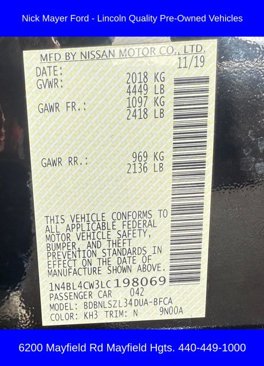 Nick Mayer Ford - Lincoln Quality Pre-Owned Vehicles
MFD BY NISSAN MOTOR CO., LTD.
DATE: 11/19
GVWR: 2018 KG
4449 LB
GAWR FR.: 1097 KG
2418 LB
GAWR RR.: 969 KG
2136 LB
THIS VEHICLE CONFORMS TO
ALL APPLICABLE FEDERAL
MOTOR VEHICLE SAFETY,
BUMPER, AND THEFT
PREVENTION STANDARDS IN
EFFECT ON THE DATE OF
MANUFACTURE SHOWN ABOVE.
1N4BL4CW3LC198069
PASSENGER CAR 042
MODEL: BDBNLSZL34DUA-BFCA
COLOR: KH3 TRIM: N 9N00A
6200 Mayfield Rd Mayfield Hgts. 440-449-1000